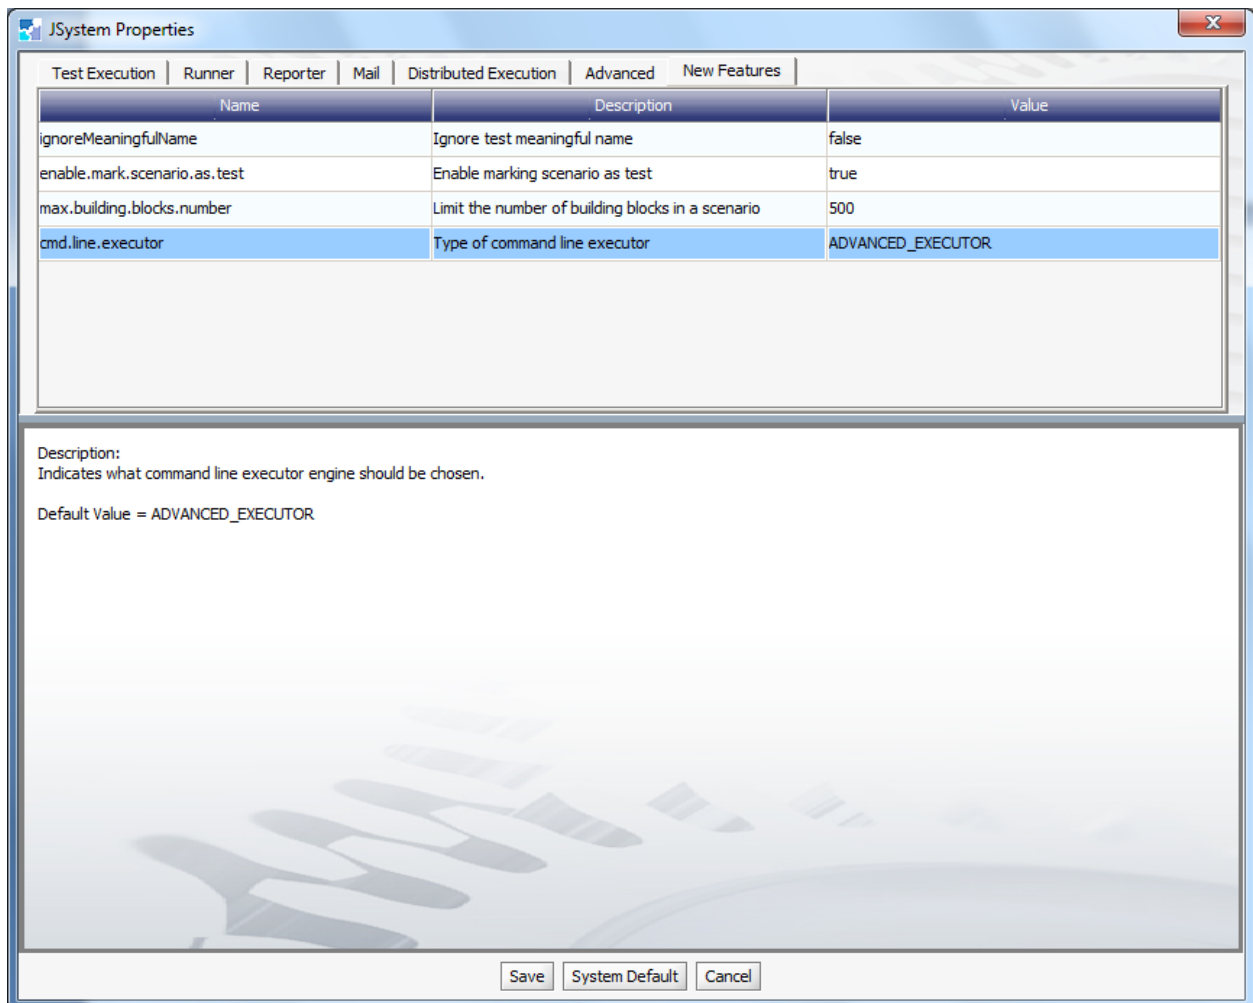 JSystem Properties
Test Execution Runner Reporter Mail Distributed Execution Advanced New Features
Name Description Value
ignoreMeaningfulName Ignore test meaningful name false
enable.mark.scenario.as.test Enable marking scenario as test true
max.building.blocks.number Limit the number of building blocks in a scenario 500
cmd.line.executor Type of command line executor ADVANCED_EXECUTOR
Description:
Indicates what command line executor engine should be chosen.
Default Value = ADVANCED_EXECUTOR
Save System Default Cancel